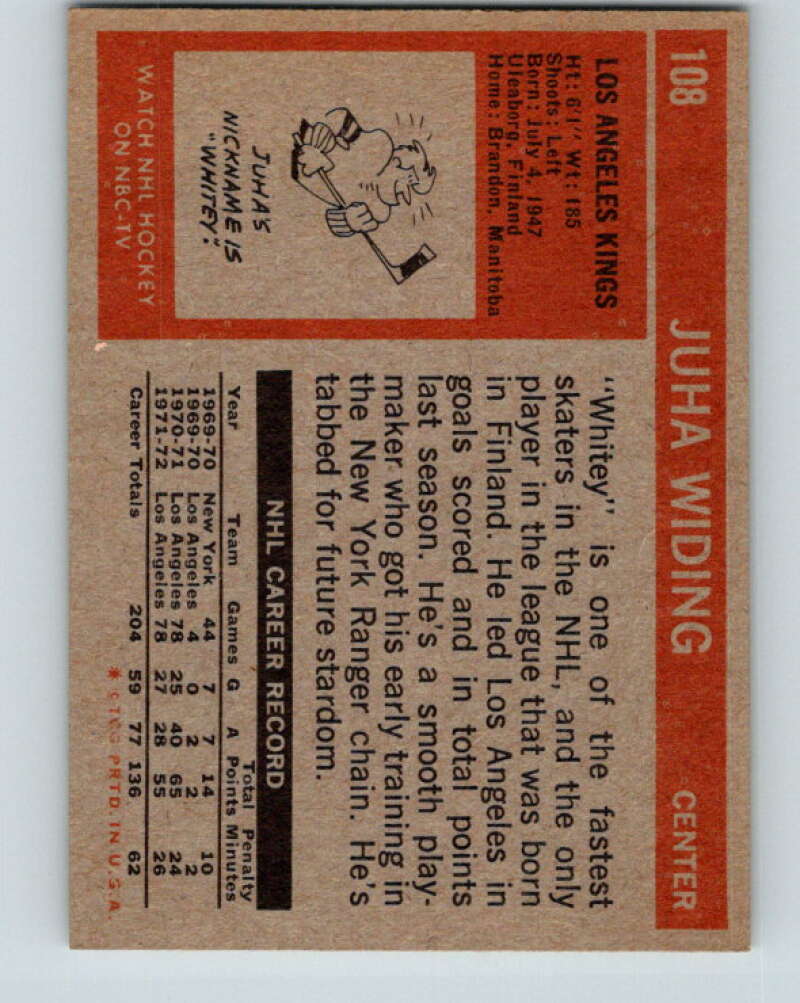 108 JUHA WIDING CENTER
LOS ANGELES KINGS
Ht: 6'1" Wt: 185
Shoots: Left
Born: July 4, 1947
Uleaborg, Finland
Home: Brandon, Manitoba
JUHA'S
NICKNAME IS
"WHITEY".
WATCH NHL HOCKEY
ON NBC-TV
"Whitey" is one of the fastest
skaters in the NHL, and the only
player in the league that was born
in Finland. He led Los Angeles in
goals scored and in total points
last season. He's a smooth play-
maker who got his early training in
the New York Ranger chain. He's
tabbed for future stardom.
NHL CAREER RECORD
Total Penalty
Year Team Games G A Points Minutes
1969-70 New York 44 7 7 14 10
1969-70 Los Angeles 4 0 2 2 2
1970-71 Los Angeles 78 25 40 65 24
1971-72 Los Angeles 78 27 28 55 26
Career Totals 204 59 77 136 62
PRTD. IN U.S.A.